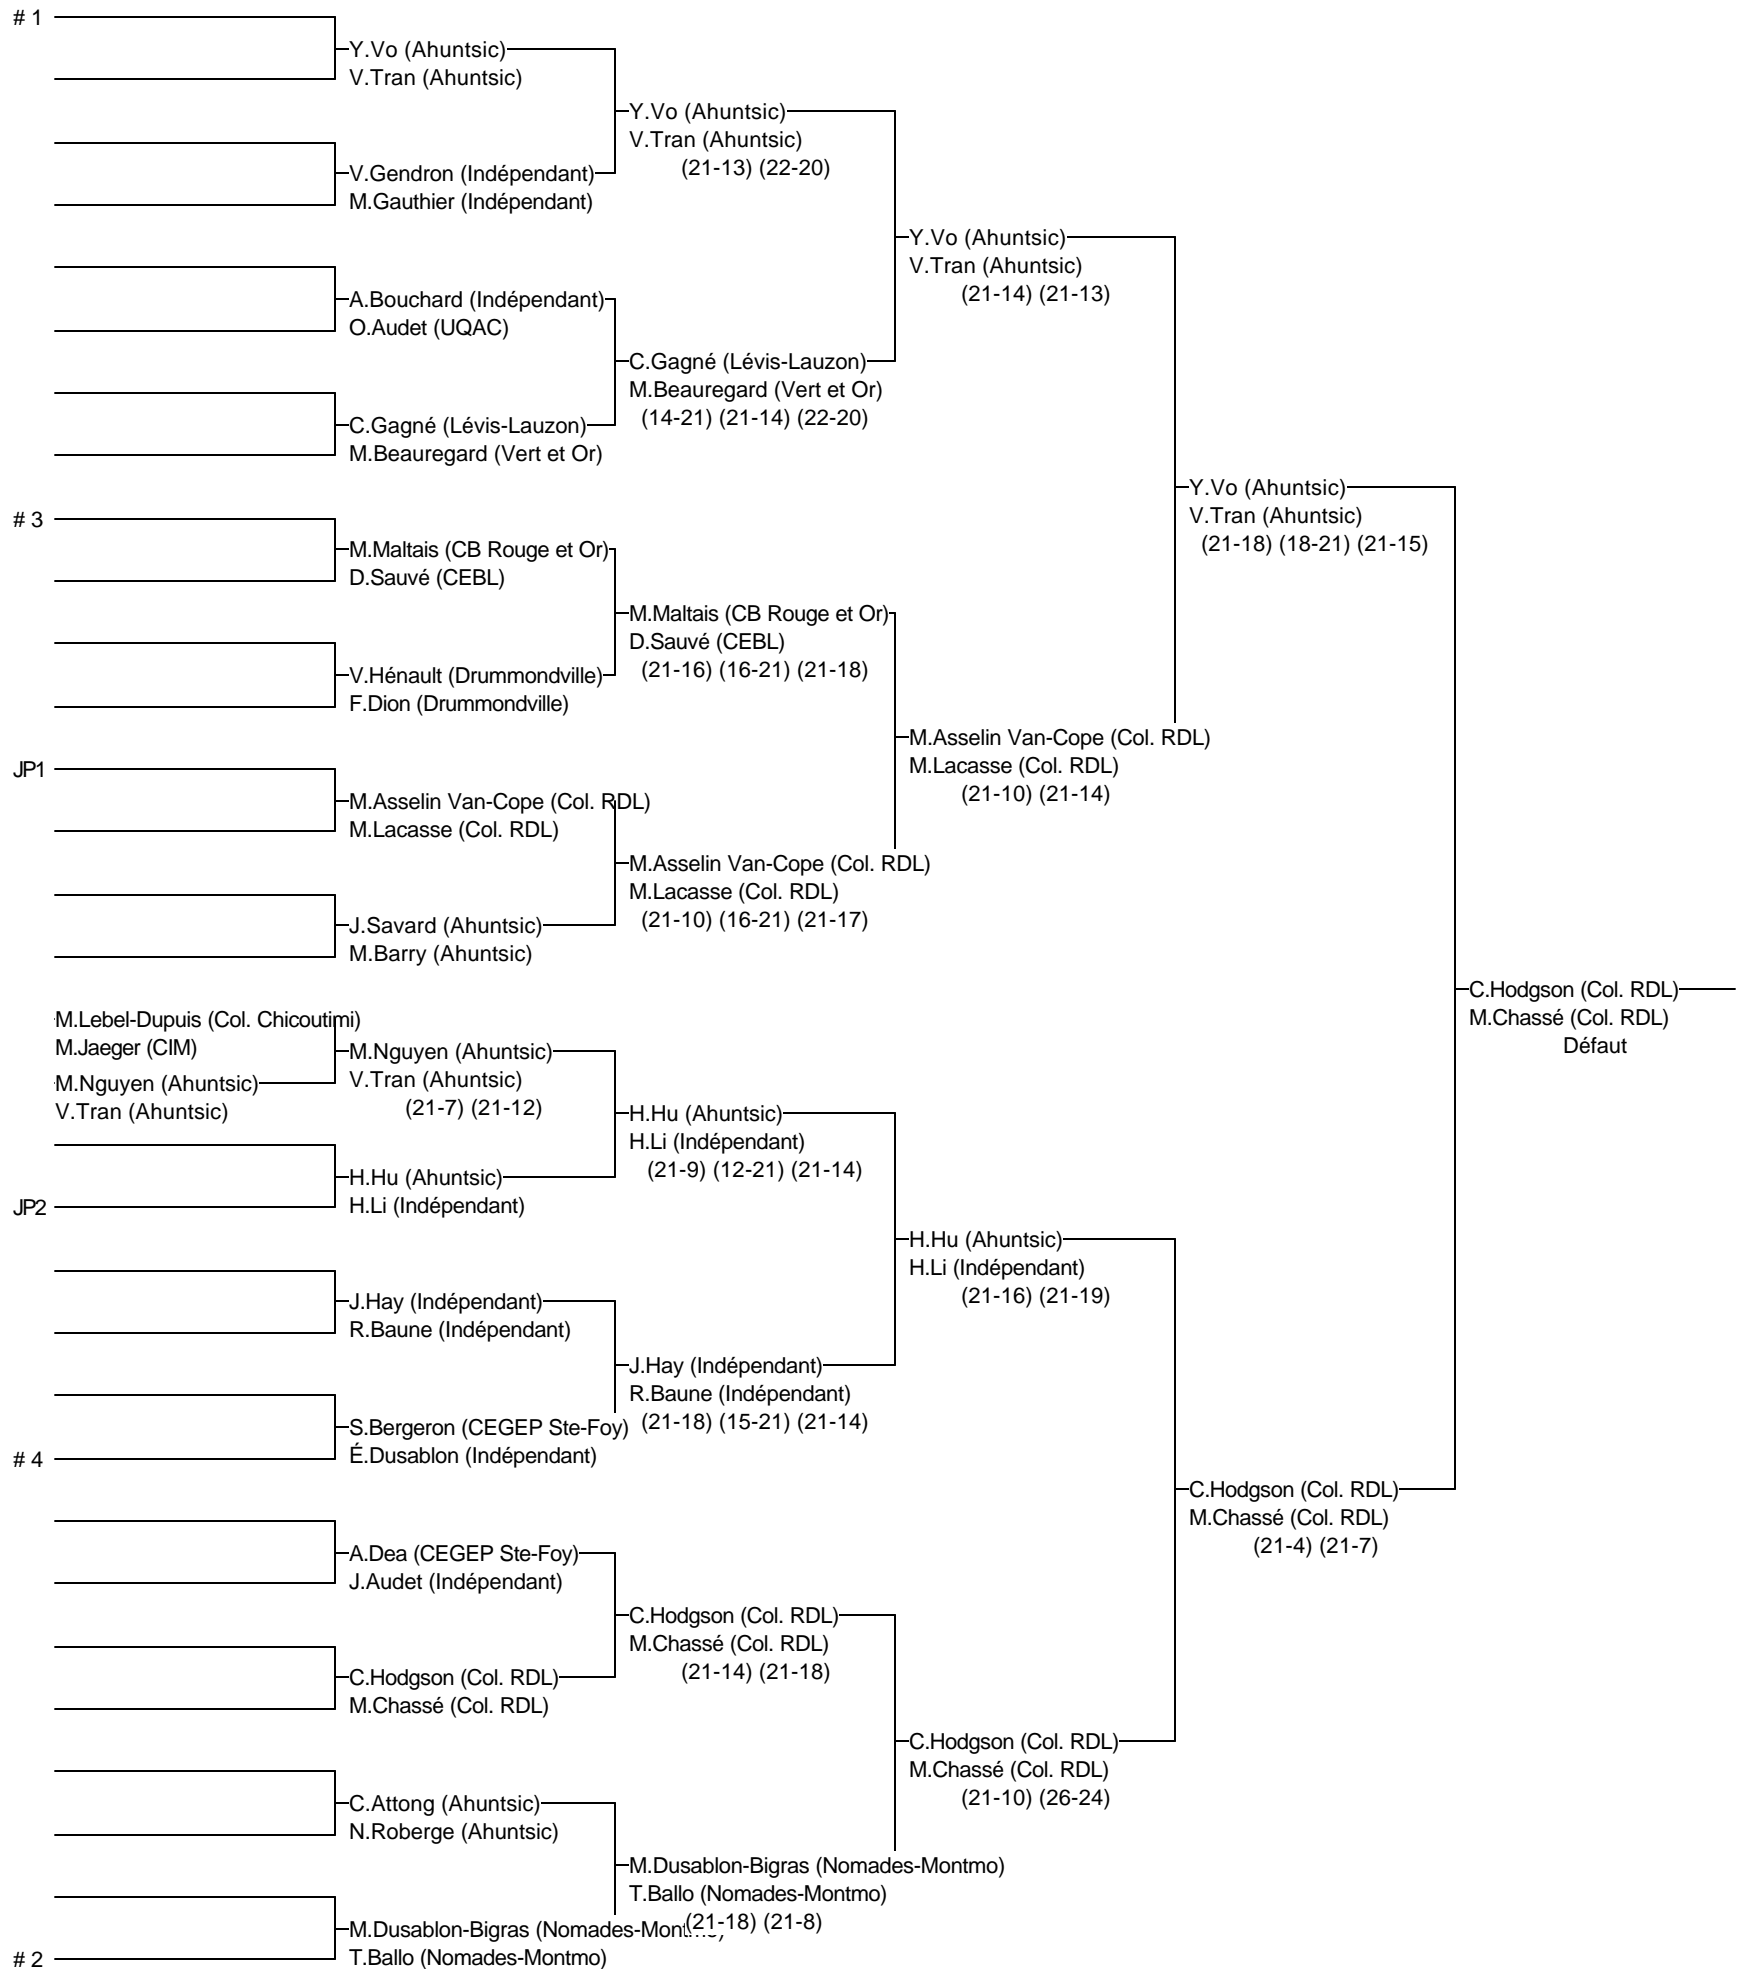 # 1
Y.Vo (Ahuntsic)
V.Tran (Ahuntsic)
Y.Vo (Ahuntsic)
V.Tran (Ahuntsic)
(21-13) (22-20)
V.Gendron (Indépendant)
M.Gauthier (Indépendant)
Y.Vo (Ahuntsic)
V.Tran (Ahuntsic)
(21-14) (21-13)
A.Bouchard (Indépendant)
O.Audet (UQAC)
C.Gagné (Lévis-Lauzon)
M.Beauregard (Vert et Or)
(14-21) (21-14) (22-20)
C.Gagné (Lévis-Lauzon)
M.Beauregard (Vert et Or)
Y.Vo (Ahuntsic)
V.Tran (Ahuntsic)
(21-18) (18-21) (21-15)
# 3
M.Maltais (CB Rouge et Or)
D.Sauvé (CEBL)
M.Maltais (CB Rouge et Or)
D.Sauvé (CEBL)
(21-16) (16-21) (21-18)
V.Hénault (Drummondville)
F.Dion (Drummondville)
M.Asselin Van-Cope (Col. RDL)
M.Lacasse (Col. RDL)
(21-10) (21-14)
JP1
M.Asselin Van-Cope (Col. RDL)
M.Lacasse (Col. RDL)
M.Asselin Van-Cope (Col. RDL)
M.Lacasse (Col. RDL)
(21-10) (16-21) (21-17)
J.Savard (Ahuntsic)
M.Barry (Ahuntsic)
C.Hodgson (Col. RDL)
M.Chassé (Col. RDL)
Défaut
M.Lebel-Dupuis (Col. Chicoutimi)
M.Jaeger (CIM)
M.Nguyen (Ahuntsic)
V.Tran (Ahuntsic)
(21-7) (21-12)
M.Nguyen (Ahuntsic)
V.Tran (Ahuntsic)
H.Hu (Ahuntsic)
H.Li (Indépendant)
(21-9) (12-21) (21-14)
H.Hu (Ahuntsic)
H.Li (Indépendant)
JP2
H.Hu (Ahuntsic)
H.Li (Indépendant)
(21-16) (21-19)
J.Hay (Indépendant)
R.Baune (Indépendant)
J.Hay (Indépendant)
R.Baune (Indépendant)
(21-18) (15-21) (21-14)
S.Bergeron (CEGEP Ste-Foy)
É.Dusablon (Indépendant)
# 4
C.Hodgson (Col. RDL)
M.Chassé (Col. RDL)
(21-4) (21-7)
A.Dea (CEGEP Ste-Foy)
J.Audet (Indépendant)
C.Hodgson (Col. RDL)
M.Chassé (Col. RDL)
(21-14) (21-18)
C.Hodgson (Col. RDL)
M.Chassé (Col. RDL)
C.Hodgson (Col. RDL)
M.Chassé (Col. RDL)
(21-10) (26-24)
C.Attong (Ahuntsic)
N.Roberge (Ahuntsic)
M.Dusablon-Bigras (Nomades-Montmo)
T.Ballo (Nomades-Montmo)
(21-18) (21-8)
M.Dusablon-Bigras
T.Ballo (Nomades-Montmo)
# 2